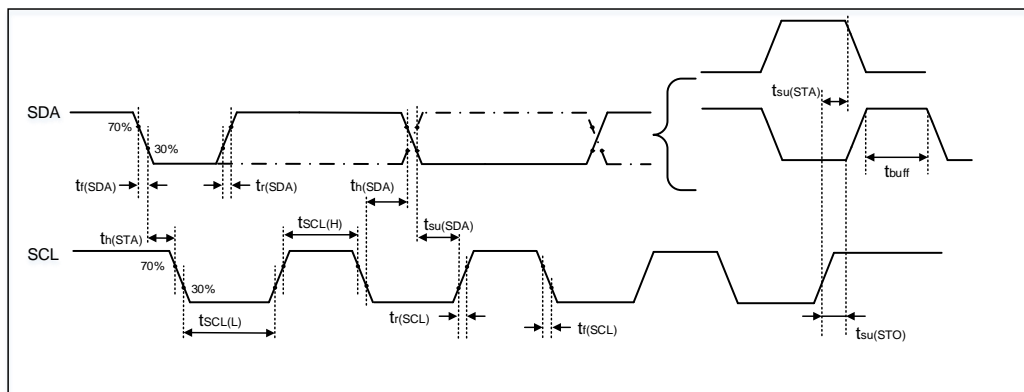 tsu(STA)
SDA
70%
30%
tf(SDA)
tr(SDA)
th(SDA)
tbuff
th(STA)
tSCL(H)
tsu(SDA)
SCL
70%
30%
tSCL(L)
tr(SCL)
tf(SCL)
tsu(STO)